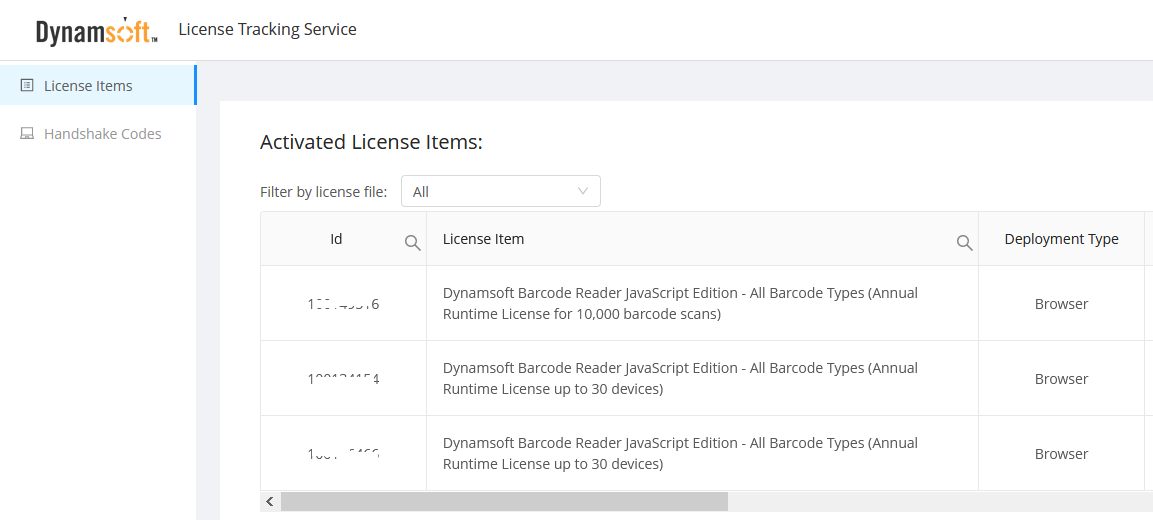 Dynamsoft™ License Tracking Service
License Items
Handshake Codes
Activated License Items:
Filter by license file: All
Id License Item Deployment Type
Dynamsoft Barcode Reader JavaScript Edition - All Barcode Types (Annual
Runtime License for 10,000 barcode scans)
Browser
Dynamsoft Barcode Reader JavaScript Edition - All Barcode Types (Annual
Runtime License up to 30 devices)
Browser
Dynamsoft Barcode Reader JavaScript Edition - All Barcode Types (Annual
Runtime License up to 30 devices)
Browser